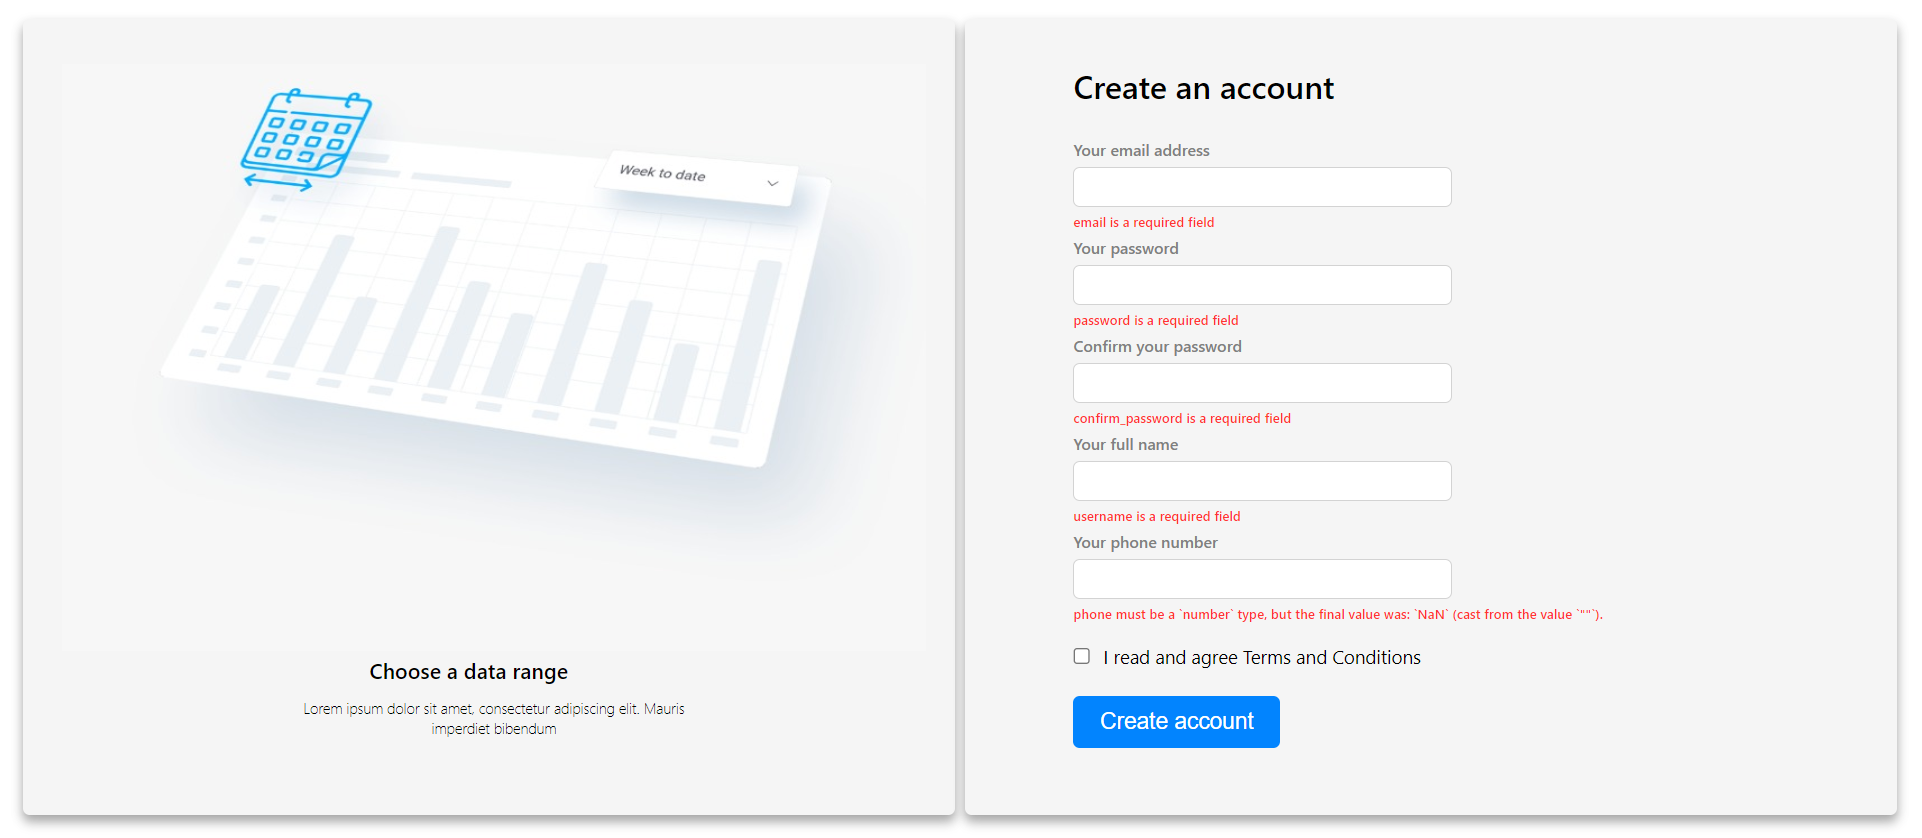 Week to date
Choose a data range
Lorem ipsum dolor sit amet, consectetur adipiscing elit. Mauris
imperdiet bibendum
Create an account
Your email address
email is a required field
Your password
password is a required field
Confirm your password
confirm_password is a required field
Your full name
username is a required field
Your phone number
phone must be a `number` type, but the final value was: `NaN` (cast from the value `""`).
I read and agree Terms and Conditions
Create account